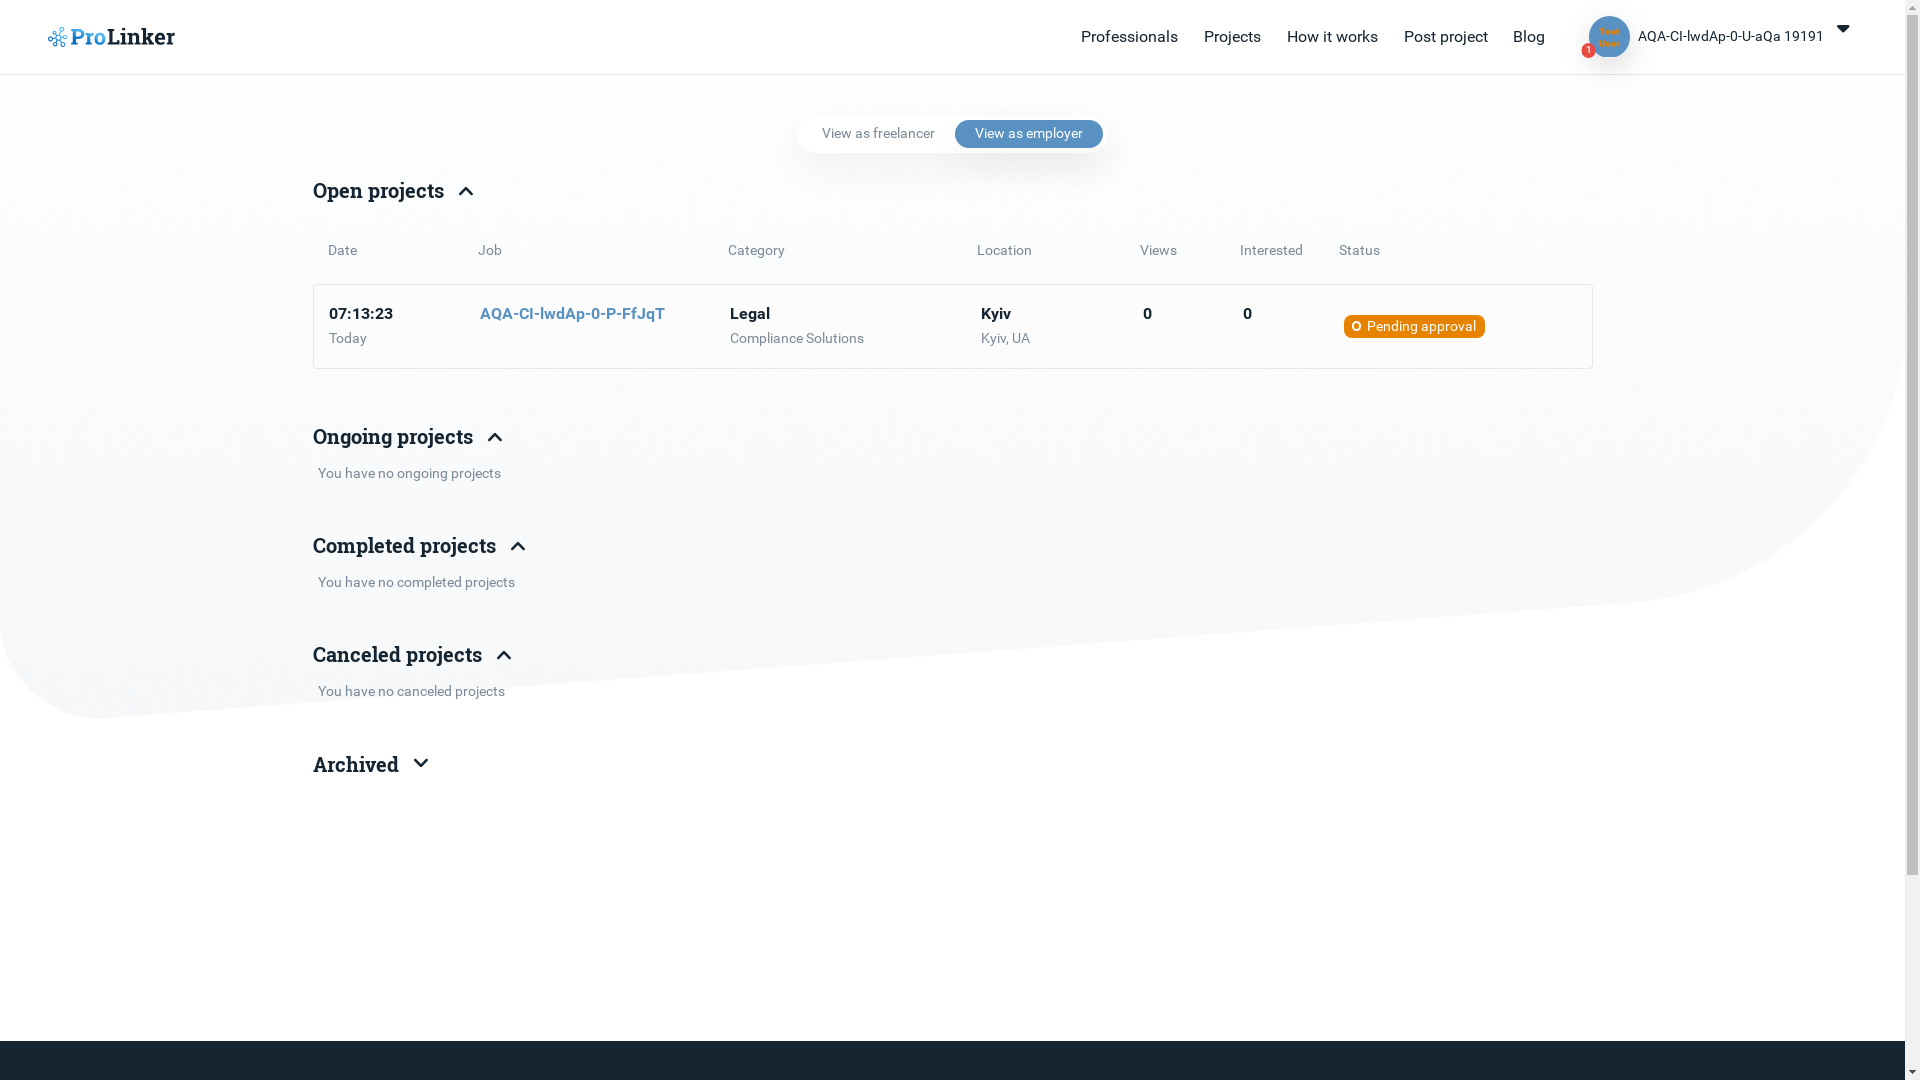 ProLinker
Professionals
Projects
How it works
Post project
Blog
Test
User
1
AQA-CI-lwdAp-0-U-aQa 19191
View as freelancer
View as employer
Open projects
Date
Job
Category
Location
Views
Interested
Status
07:13:23
AQA-CI-lwdAp-0-P-FfJqT
Legal
Kyiv
0
0
Pending approval
Today
Compliance Solutions
Kyiv, UA
Ongoing projects
You have no ongoing projects
Completed projects
You have no completed projects
Canceled projects
You have no canceled projects
Archived